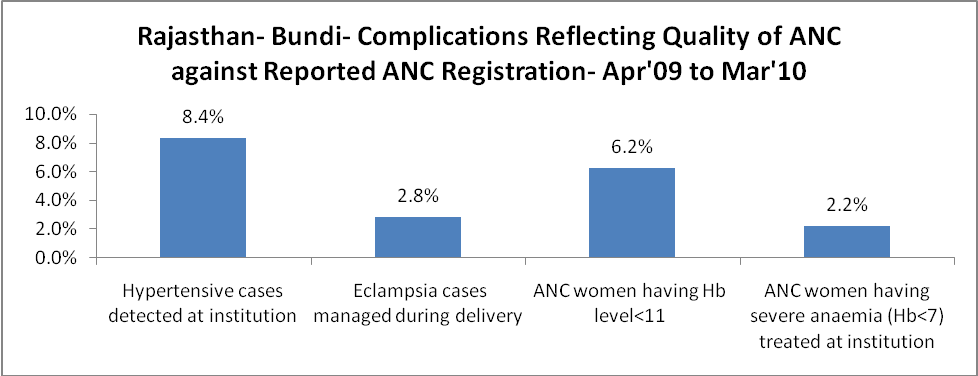 Rajasthan- Bundi- Complications Reflecting Quality of ANC
against Reported ANC Registration- Apr'09 to Mar'10
10.0%
8.0%
6.0%
4.0%
2.0%
0.0%
8.4%
2.8%
6.2%
2.2%
Hypertensive cases
detected at institution
Eclampsia cases
managed during delivery
ANC women having Hb
level<11
ANC women having
severe anaemia (Hb<7)
treated at institution